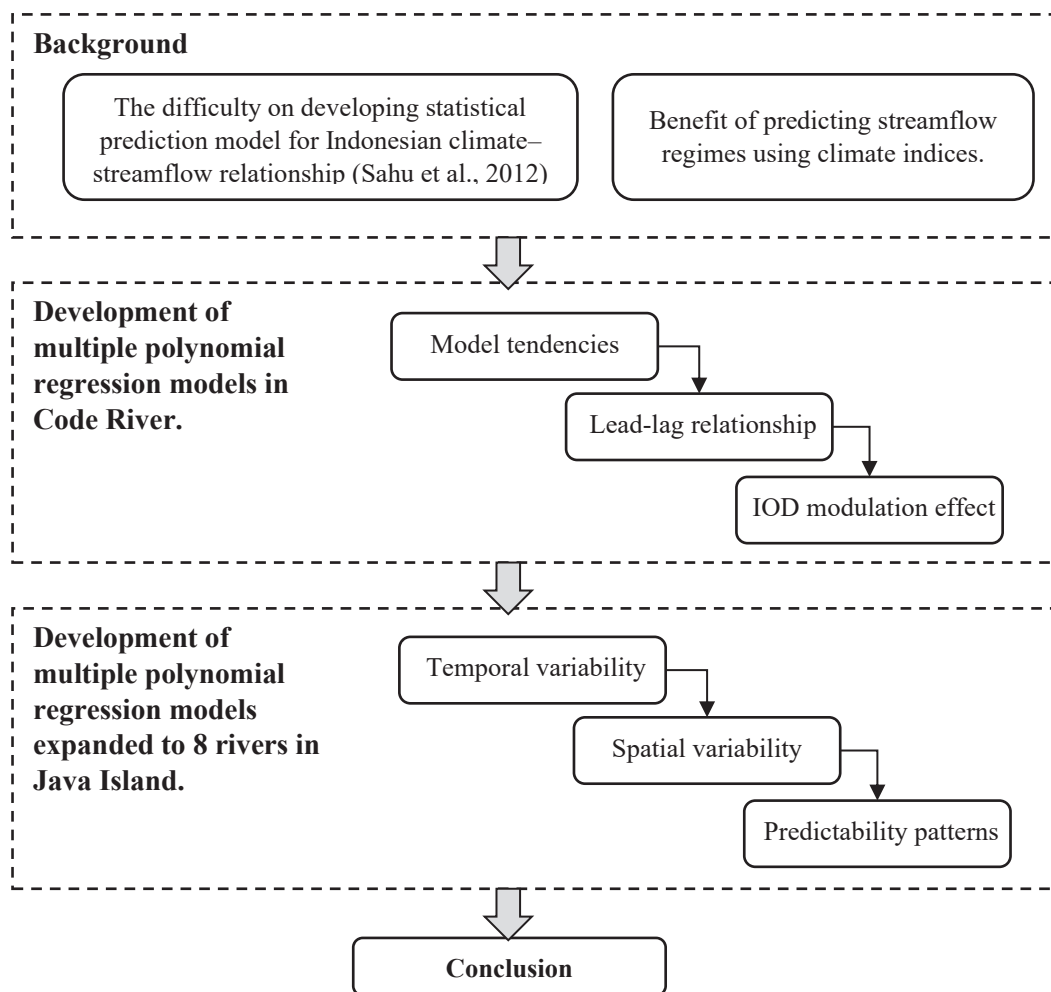 Background
The difficulty on developing statistical
prediction model for Indonesian climate–
streamflow relationship (Sahu et al., 2012)
Benefit of predicting streamflow
regimes using climate indices.
Development of
multiple polynomial
regression models in
Code River.
Model tendencies
Lead-lag relationship
IOD modulation effect
Development of
multiple polynomial
regression models
expanded to 8 rivers in
Java Island.
Temporal variability
Spatial variability
Predictability patterns
Conclusion